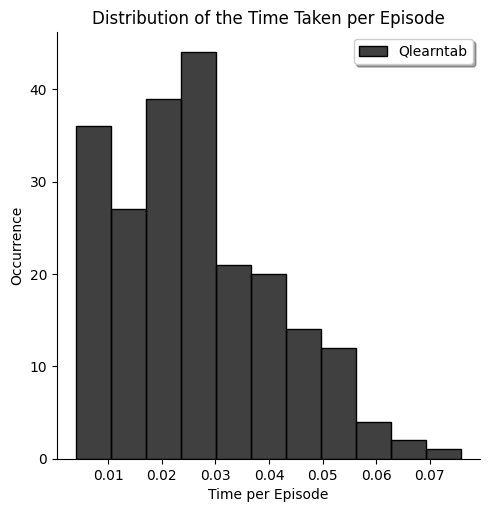 Distribution of the Time Taken per Episode
Qlearntab
Occurrence
40
30
20
10
0
0.01 0.02 0.03 0.04 0.05 0.06 0.07
Time per Episode